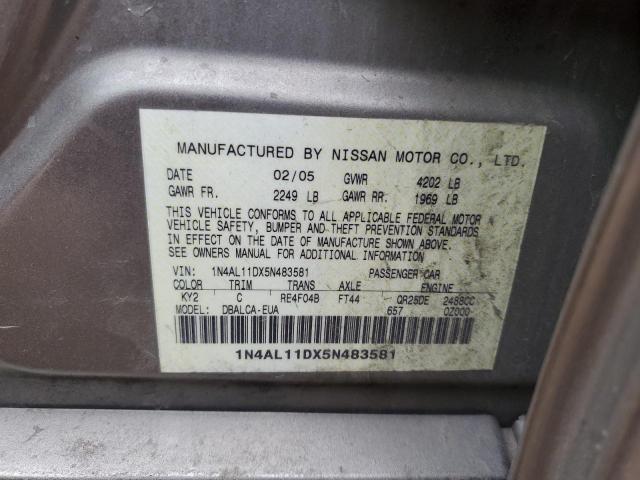 MANUFACTURED BY NISSAN MOTOR CO., LTD.
DATE 02/05 GVWR 4202 LB
GAWR FR. 2249 LB GAWR RR. 1969 LB
THIS VEHICLE CONFORMS TO ALL APPLICABLE FEDERAL MOTOR
VEHICLE SAFETY, BUMPER AND THEFT PREVENTION STANDARDS
IN EFFECT ON THE DATE OF MANUFACTURE SHOWN ABOVE.
SEE OWNERS MANUAL FOR ADDITIONAL INFORMATION
VIN: 1N4AL11DX5N483581 PASSENGER CAR
COLOR TRIM TRANS AXLE ENGINE
KY2 C RE4F04B FT44 QR25DE 2488CC
MODEL: DBALCA-EUA 657 0Z000
1N4AL11DX5N483581